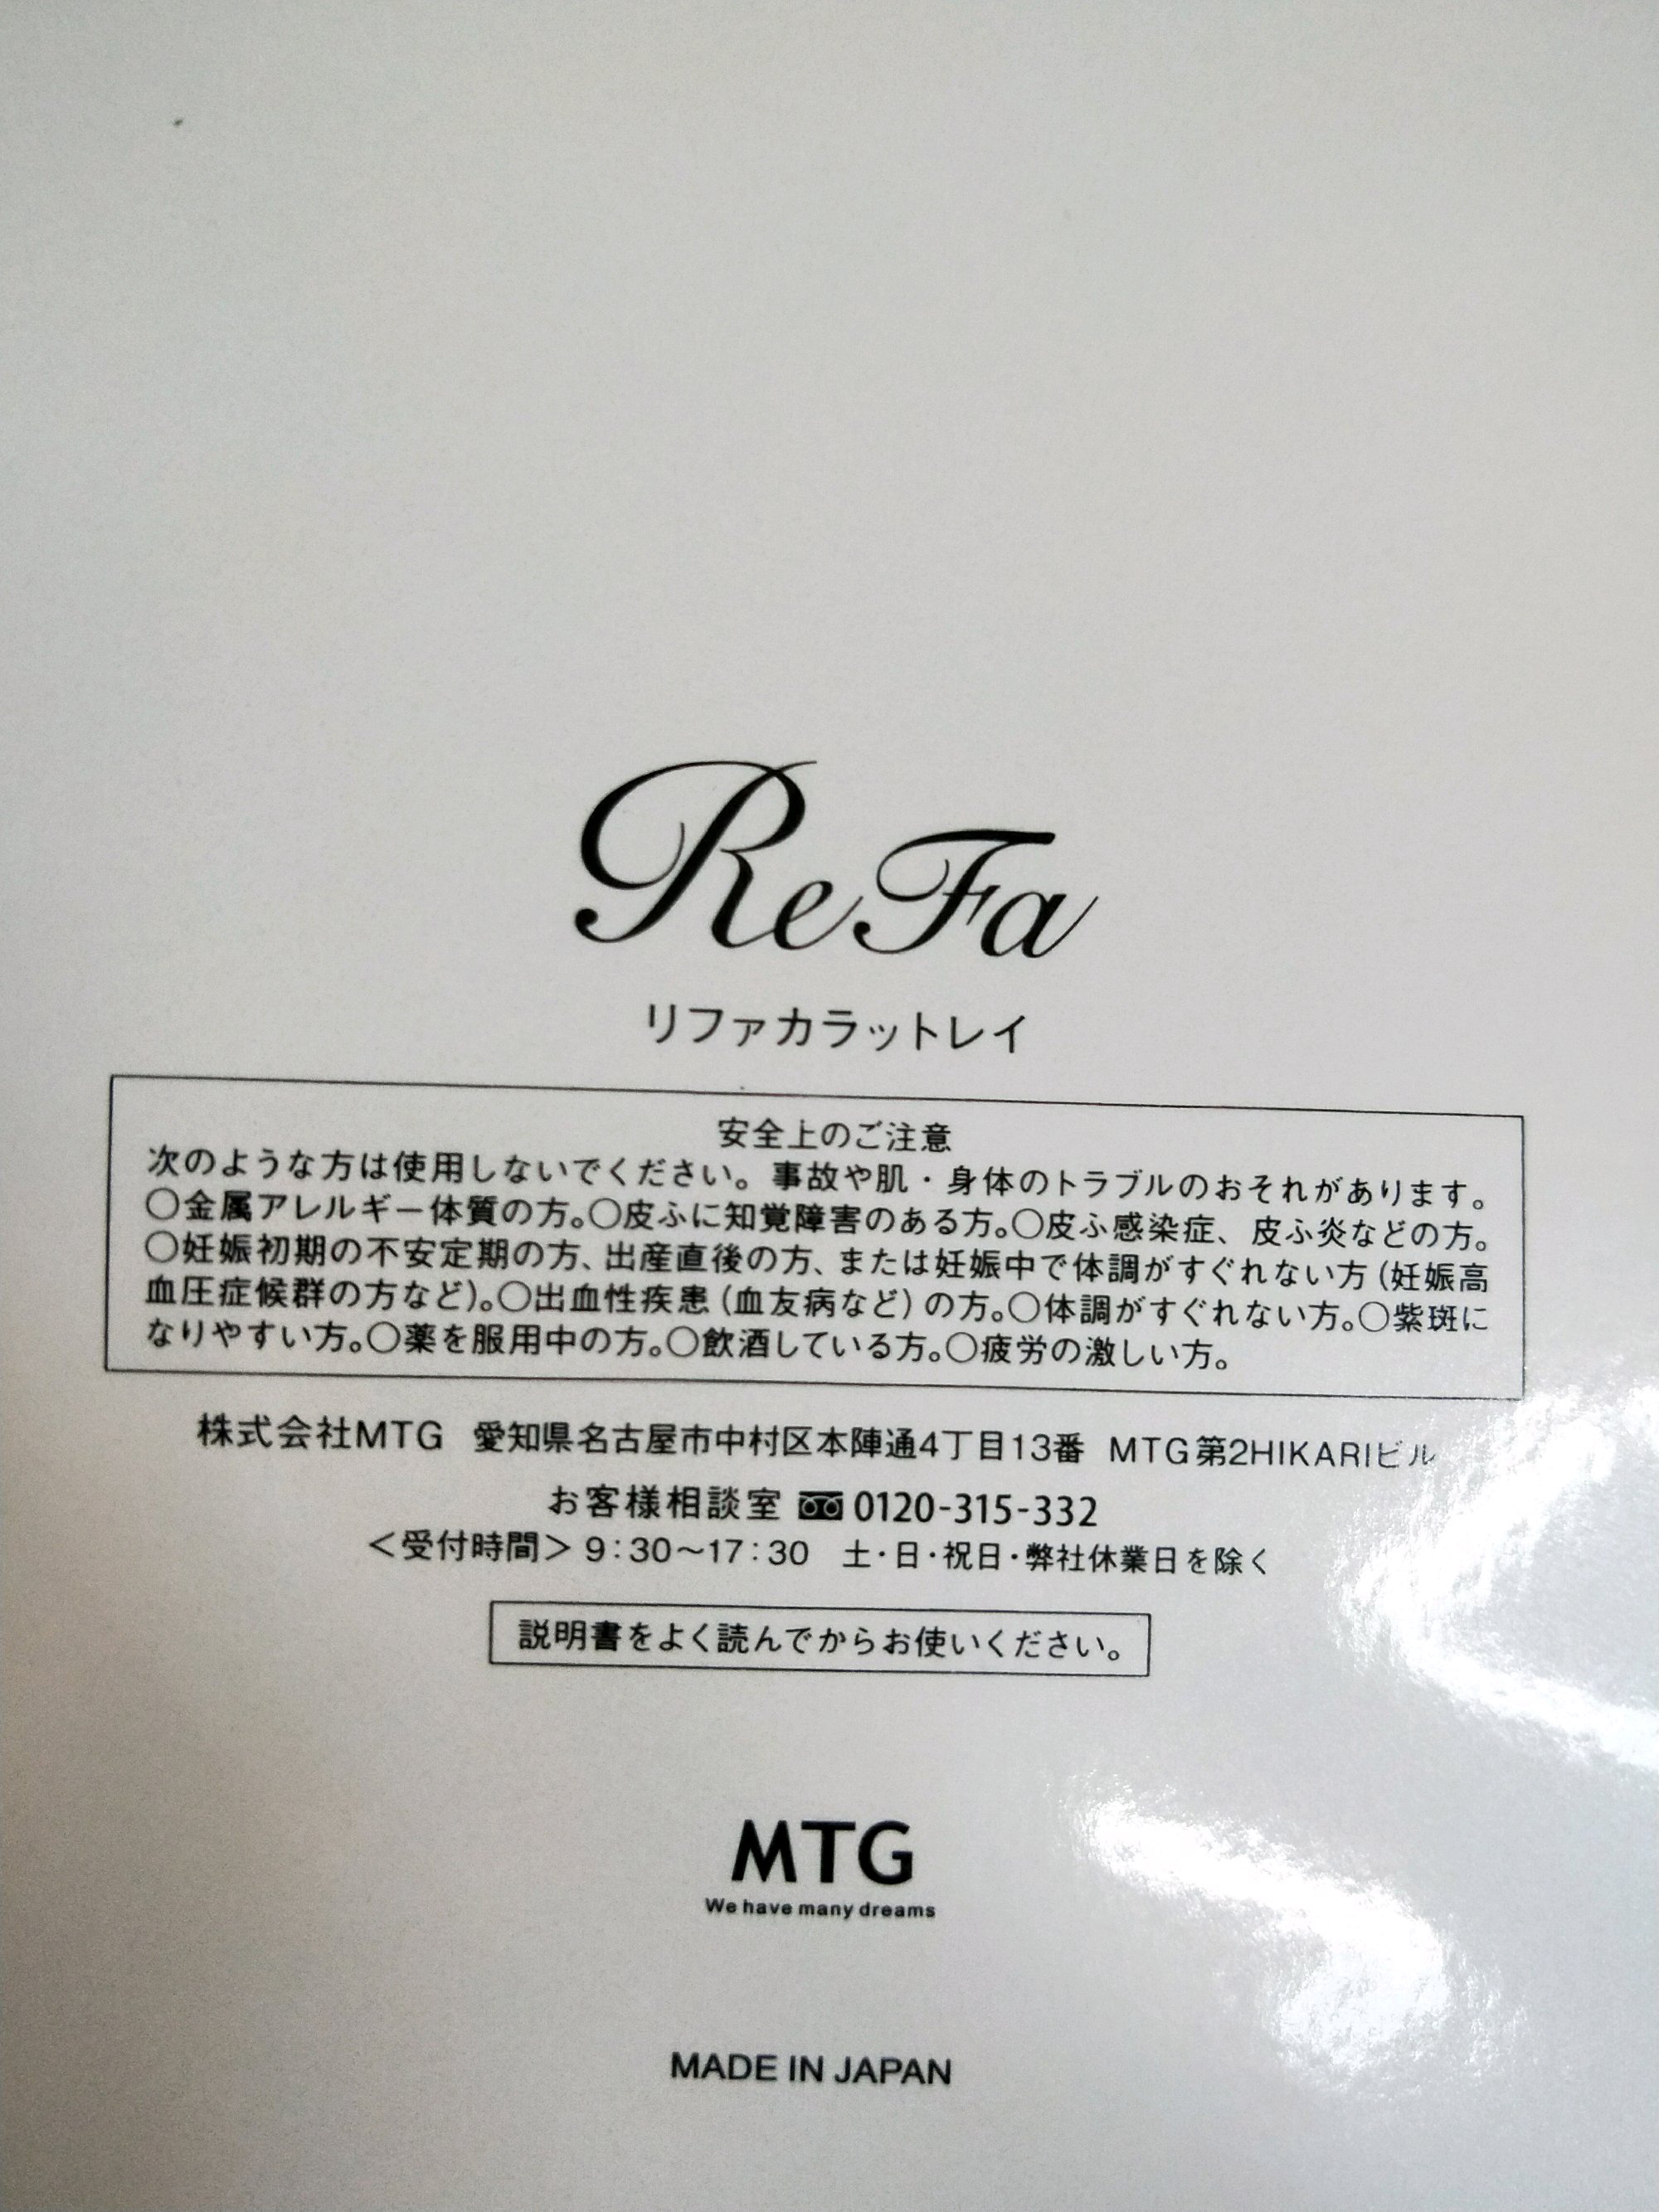 ReFa
リファカラットレイ
安全上のご注意
次のような方は使用しないでください。事故や肌・身体のトラブルのおそれがあります。
○金属アレルギー体質の方。○皮ふに知覚障害のある方。○皮ふ感染症、皮ふ炎などの方。
○妊娠初期の不安定期の方、出産直後の方、または妊娠中で体調がすぐれない方(妊娠高
血圧症候群の方など)。○出血性疾患(血友病など)の方。○体調がすぐれない方。○紫斑に
なりやすい方。○薬を服用中の方。○飲酒している方。○疲労の激しい方。
株式会社MTG 愛知県名古屋市中村区本陣通4丁目13番 MTG第2HIKARIビル
お客様相談室 0120-315-332
<受付時間>9:30～17:30 土・日・祝日・弊社休業日を除く
説明書をよく読んでからお使いください。
MTG
We have many dreams
MADE IN JAPAN